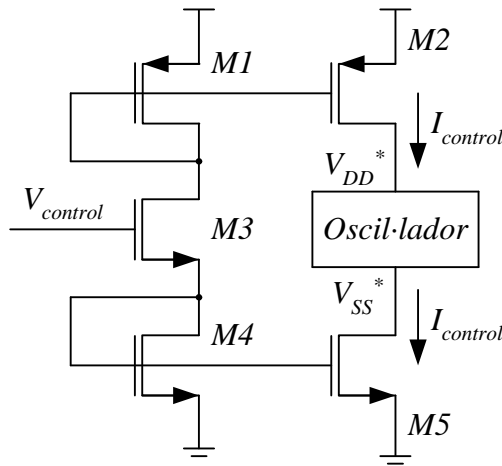 M1
M2
I_control
V_DD*
V_control
M3
Oscil·lador
V_SS*
M4
I_control
M5